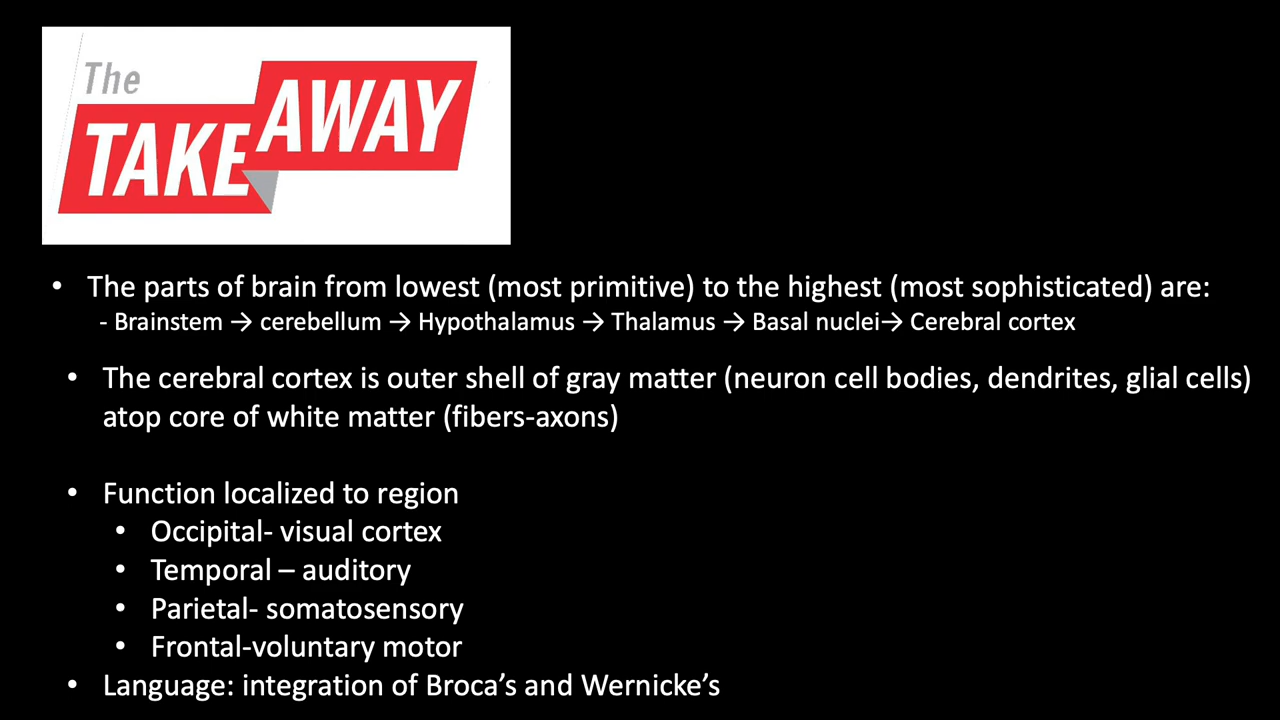 The
TAKE AWAY
• The parts of brain from lowest (most primitive) to the highest (most sophisticated) are:
- Brainstem → cerebellum → Hypothalamus → Thalamus → Basal nuclei→ Cerebral cortex
• The cerebral cortex is outer shell of gray matter (neuron cell bodies, dendrites, glial cells)
atop core of white matter (fibers-axons)
• Function localized to region
• Occipital- visual cortex
• Temporal – auditory
• Parietal- somatosensory
• Frontal-voluntary motor
• Language: integration of Broca’s and Wernicke’s